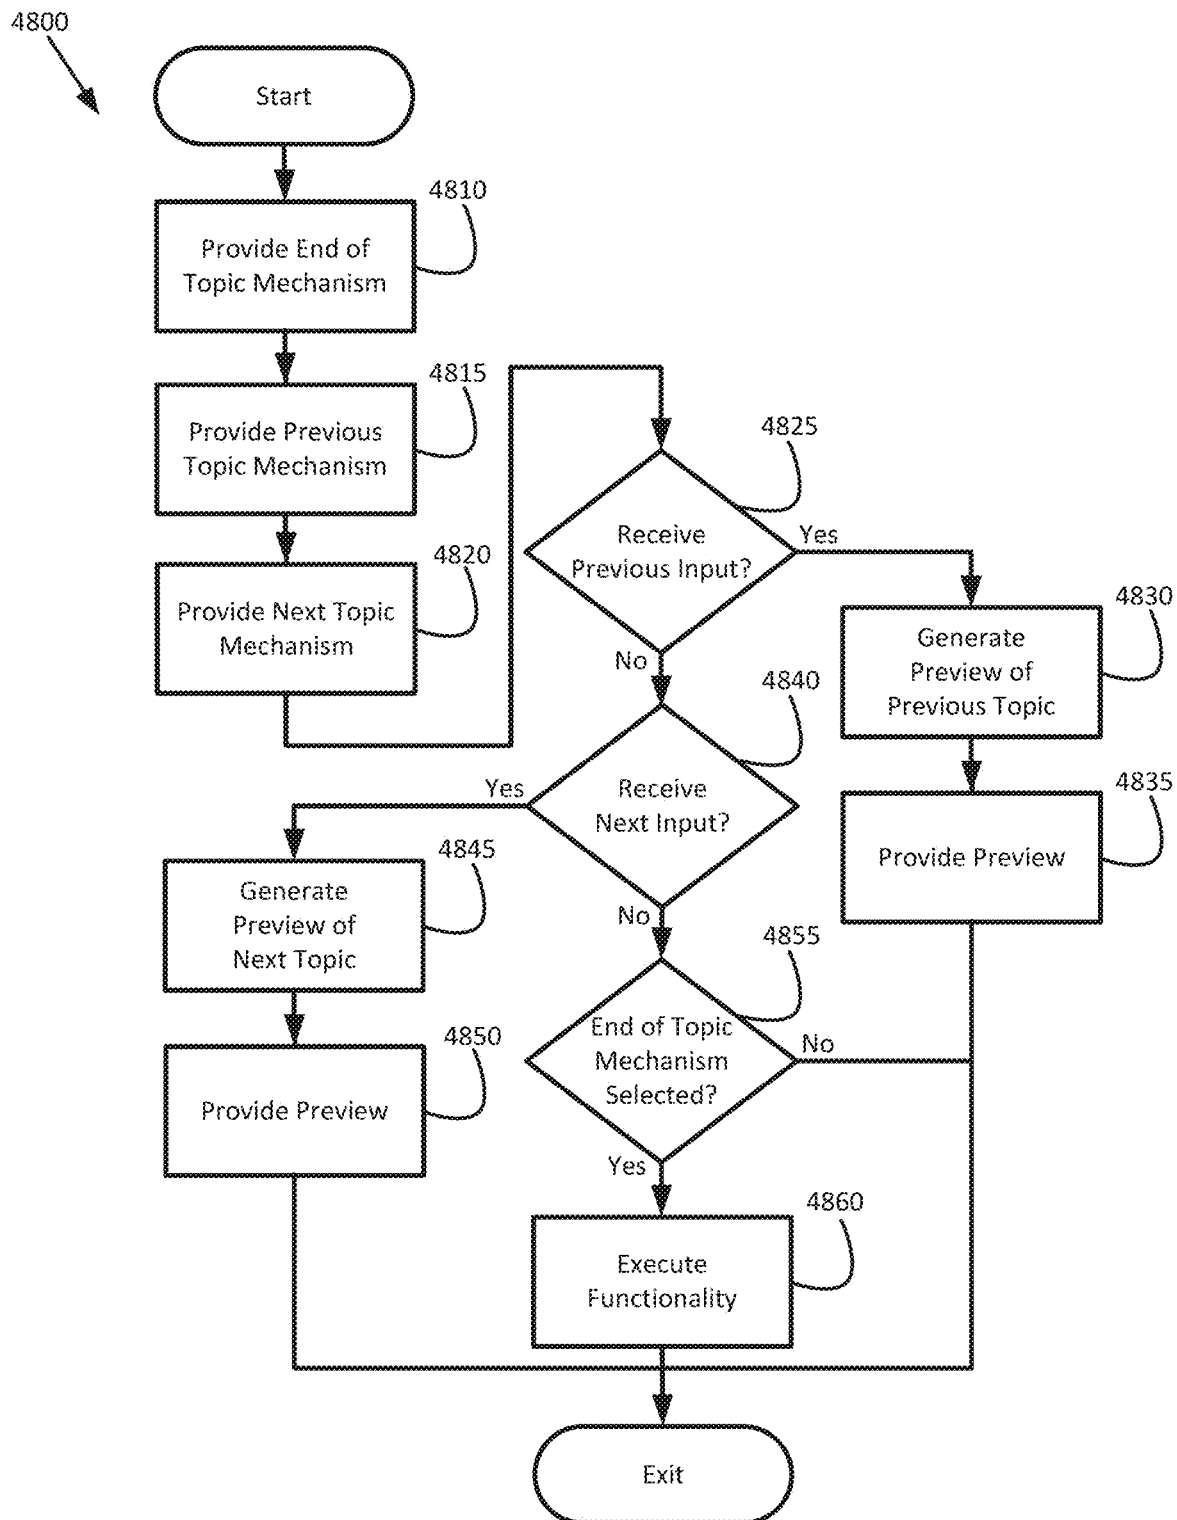 4800
Start
4810
Provide End of
Topic Mechanism
4815
Provide Previous
Topic Mechanism
4820
Provide Next Topic
Mechanism
4825
Receive
Previous Input?
Yes
No
4830
Generate
Preview of
Previous Topic
4835
Provide Preview
4840
Receive
Next Input?
Yes
No
4845
Generate
Preview of
Next Topic
4850
Provide Preview
4855
End of Topic
Mechanism
Selected?
No
Yes
4860
Execute
Functionality
Exit